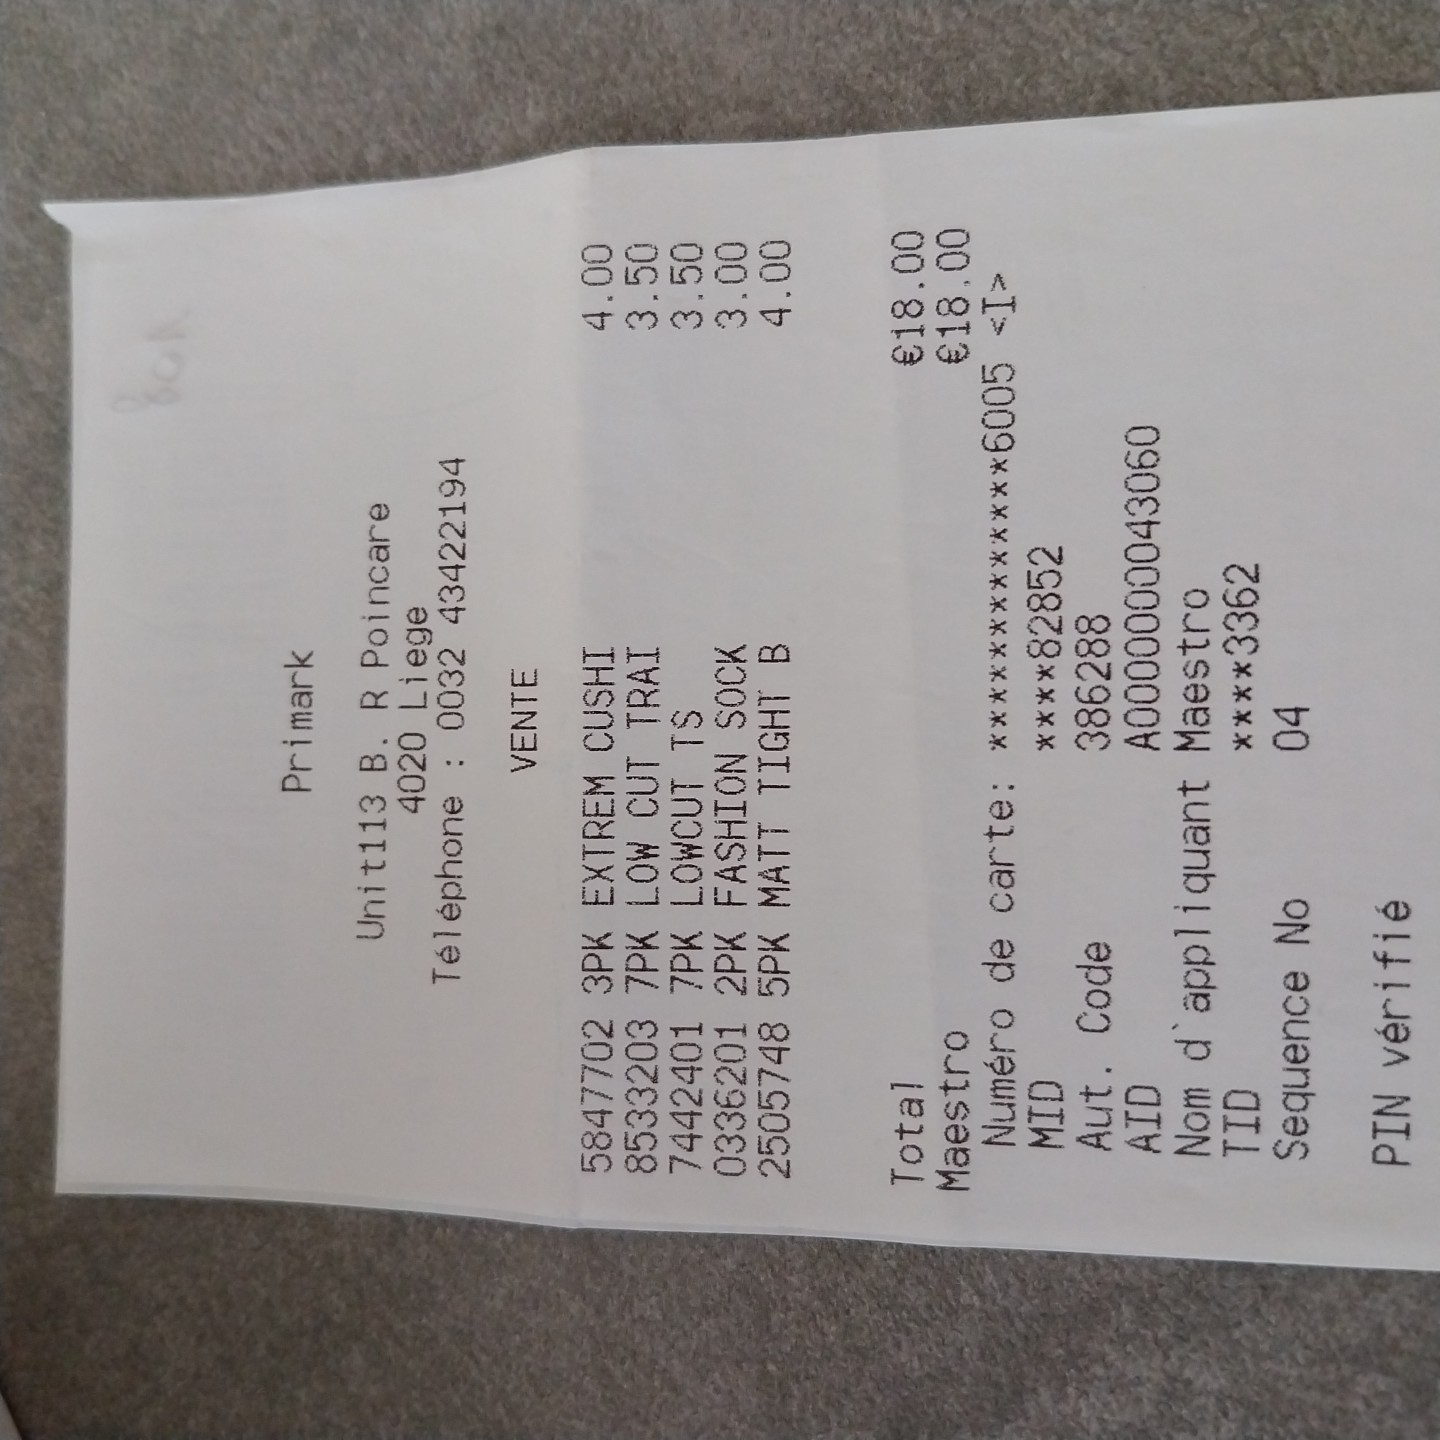 Primark
Unit113 B. R Poincare
4020 Liege
Téléphone : 0032 43422194
VENTE
5847702 3PK EXTREM CUSHI 4.00
8533203 7PK LOW CUT TRAI 3.50
7442401 7PK LOWCUT TS 3.50
0336201 2PK FASHION SOCK 3.00
2505748 5PK MATT TIGHT B 4.00
Total €18.00
Maestro €18.00
Numéro de carte: ***************6005 <I>
MID ****82852
Aut. Code 386288
AID A0000000043060
Nom d`appliquant Maestro
TID ****3362
Sequence No 04
PIN vérifié